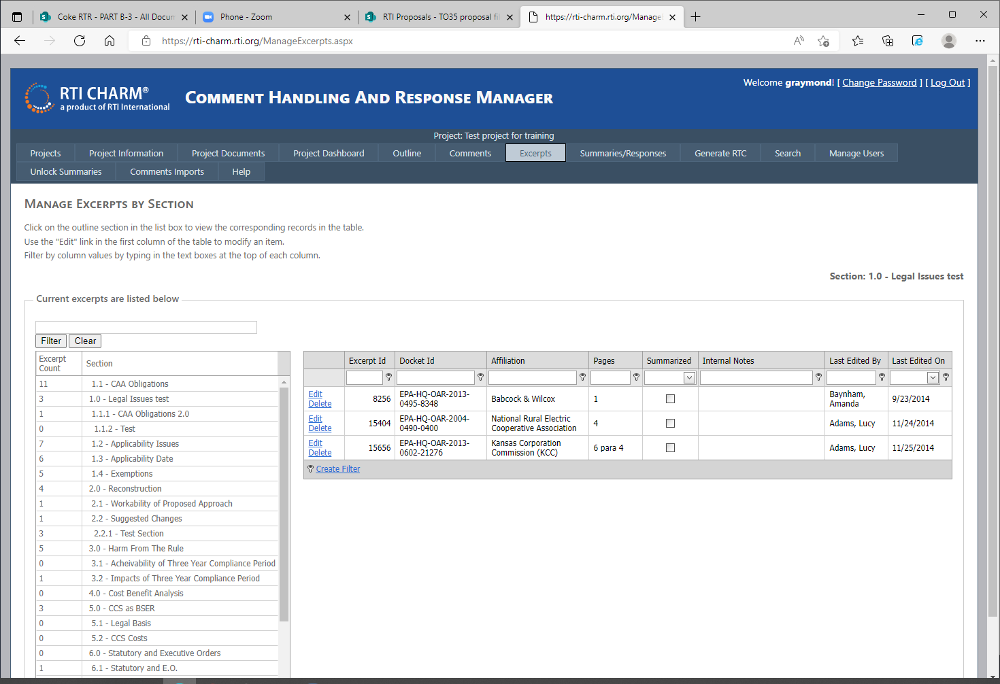 Coke RTR - PART B-3 - All Docum
Phone - Zoom
RTI Proposals - TO35 proposal fil
https://rti-charm.rti.org/Manage
https://rti-charm.rti.org/ManageExcerpts.aspx
RTI CHARM®
a product of RTI International
COMMENT HANDLING AND RESPONSE MANAGER
Welcome graymond! [ Change Password ] [ Log Out ]
Project: Test project for training
Projects Project Information Project Documents Project Dashboard Outline Comments Excerpts Summaries/Responses Generate RTC Search Manage Users
Unlock Summaries Comments Imports Help
MANAGE EXCERPTS BY SECTION
Click on the outline section in the list box to view the corresponding records in the table.
Use the "Edit" link in the first column of the table to modify an item.
Filter by column values by typing in the text boxes at the top of each column.
Section: 1.0 - Legal Issues test
Current excerpts are listed below
Filter Clear
Excerpt Count Section
11 1.1 - CAA Obligations
3 1.0 - Legal Issues test
1 1.1.1 - CAA Obligations 2.0
0 1.1.2 - Test
7 1.2 - Applicability Issues
6 1.3 - Applicability Date
5 1.4 - Exemptions
4 2.0 - Reconstruction
1 2.1 - Workability of Proposed Approach
1 2.2 - Suggested Changes
3 2.2.1 - Test Section
5 3.0 - Harm From The Rule
0 3.1 - Acheivability of Three Year Compliance Period
1 3.2 - Impacts of Three Year Compliance Period
0 4.0 - Cost Benefit Analysis
3 5.0 - CCS as BSER
0 5.1 - Legal Basis
0 5.2 - CCS Costs
0 6.0 - Statutory and Executive Orders
1 6.1 - Statutory and E.O.
Excerpt Id Docket Id Affiliation Pages Summarized Internal Notes Last Edited By Last Edited On
Edit Delete 8256 EPA-HQ-OAR-2013-0495-8348 Babcock & Wilcox 1 Baynham, Amanda 9/23/2014
Edit Delete 15404 EPA-HQ-OAR-2004-0490-0400 National Rural Electric Cooperative Association 4 Adams, Lucy 11/24/2014
Edit Delete 15656 EPA-HQ-OAR-2013-0602-21276 Kansas Corporation Commission (KCC) 6 para 4 Adams, Lucy 11/25/2014
Create Filter